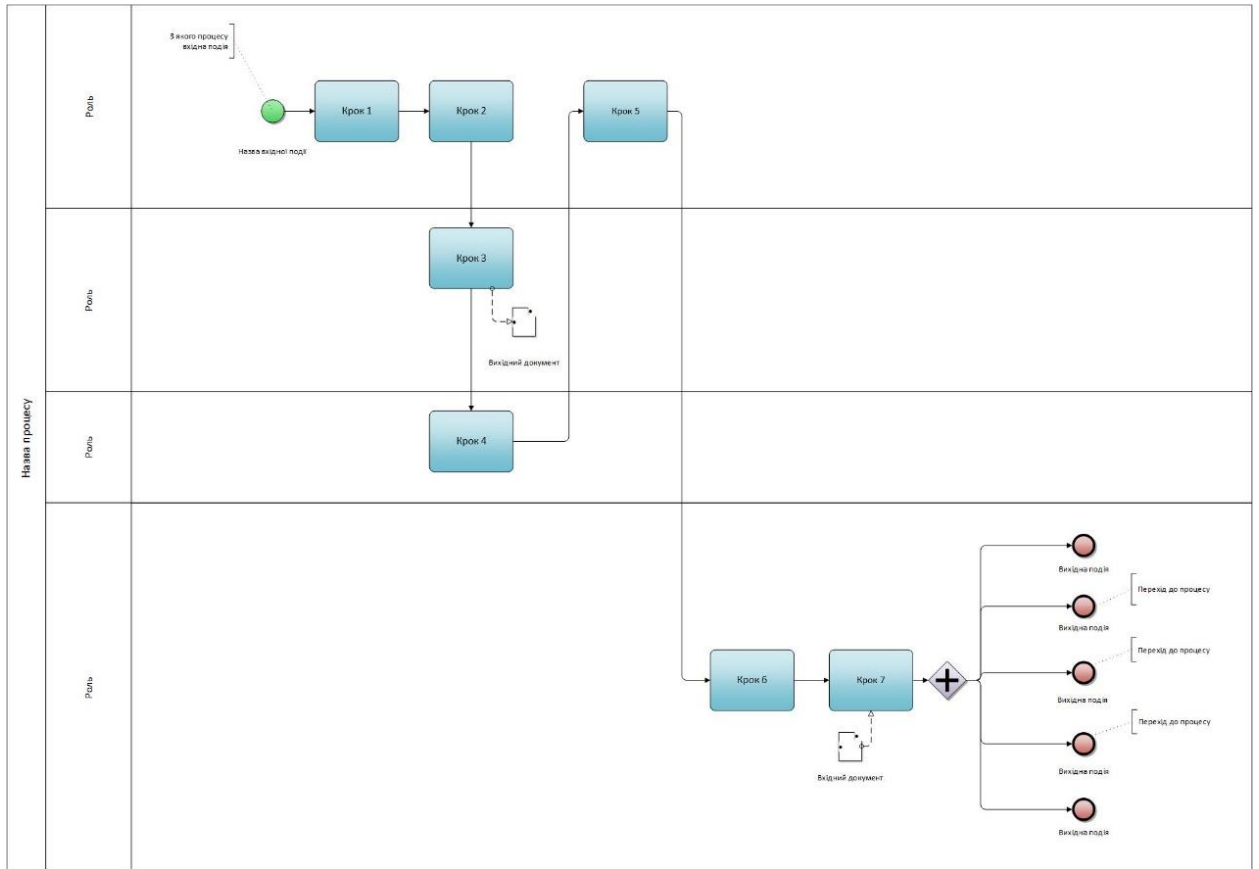 Назва процесу
Роль
З якого процесу
вхідна подія
Назва вхідної події
Крок 1
Крок 2
Крок 5
Роль
Крок 3
Вихідний документ
Роль
Крок 4
Роль
Крок 6
Крок 7
Вхідний документ
Вихідна подія
Перехід до процесу
Вихідна подія
Перехід до процесу
Вихідна подія
Перехід до процесу
Вихідна подія
Вихідна подія